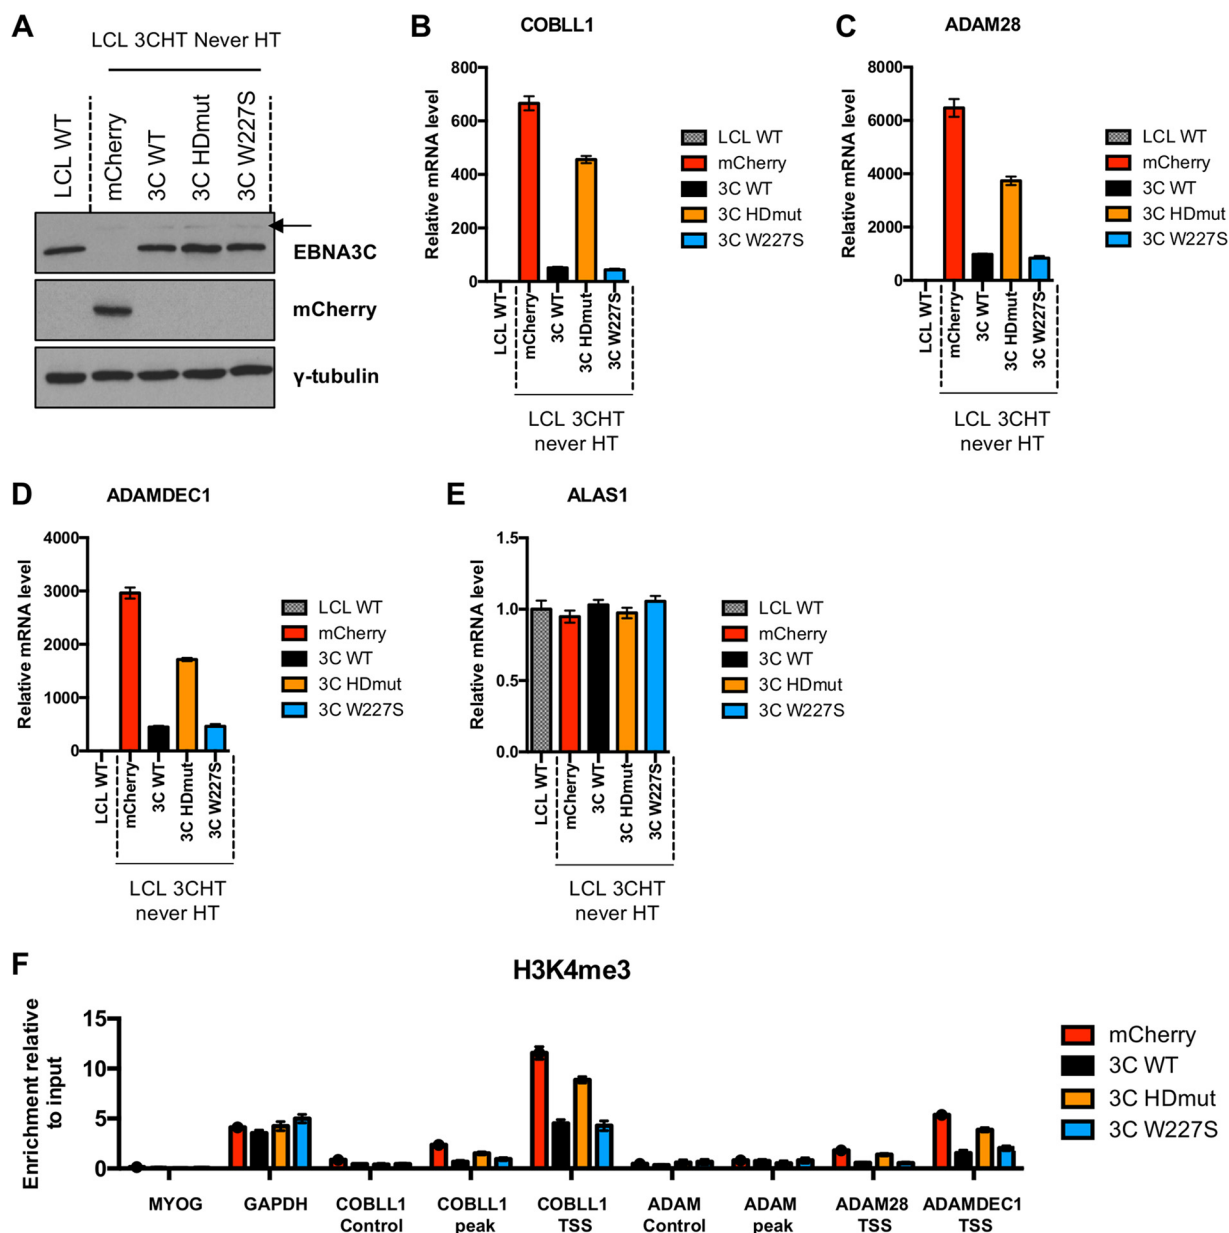 A
LCL 3CHT Never HT
LCL WT
mCherry
3C WT
3C HDmut
3C W227S
EBNA3C
mCherry
γ-tubulin
B
COBLL1
Relative mRNA level
800
600
400
200
0
LCL WT
mCherry
3C WT
3C HDmut
3C W227S
LCL 3CHT
never HT
LCL WT
mCherry
3C WT
3C HDmut
3C W227S
C
ADAM28
Relative mRNA level
8000
6000
4000
2000
0
LCL WT
mCherry
3C WT
3C HDmut
3C W227S
LCL 3CHT
never HT
LCL WT
mCherry
3C WT
3C HDmut
3C W227S
D
ADAMDEC1
Relative mRNA level
4000
3000
2000
1000
0
LCL WT
mCherry
3C WT
3C HDmut
3C W227S
LCL 3CHT
never HT
LCL WT
mCherry
3C WT
3C HDmut
3C W227S
E
ALAS1
Relative mRNA level
1.5
1.0
0.5
0.0
LCL WT
mCherry
3C WT
3C HDmut
3C W227S
LCL 3CHT
never HT
LCL WT
mCherry
3C WT
3C HDmut
3C W227S
F
H3K4me3
Enrichment relative
to input
15
10
5
0
MYOG
GAPDH
COBLL1
Control
COBLL1
peak
COBLL1
TSS
ADAM
Control
ADAM
peak
ADAM28
TSS
ADAMDEC1
TSS
mCherry
3C WT
3C HDmut
3C W227S